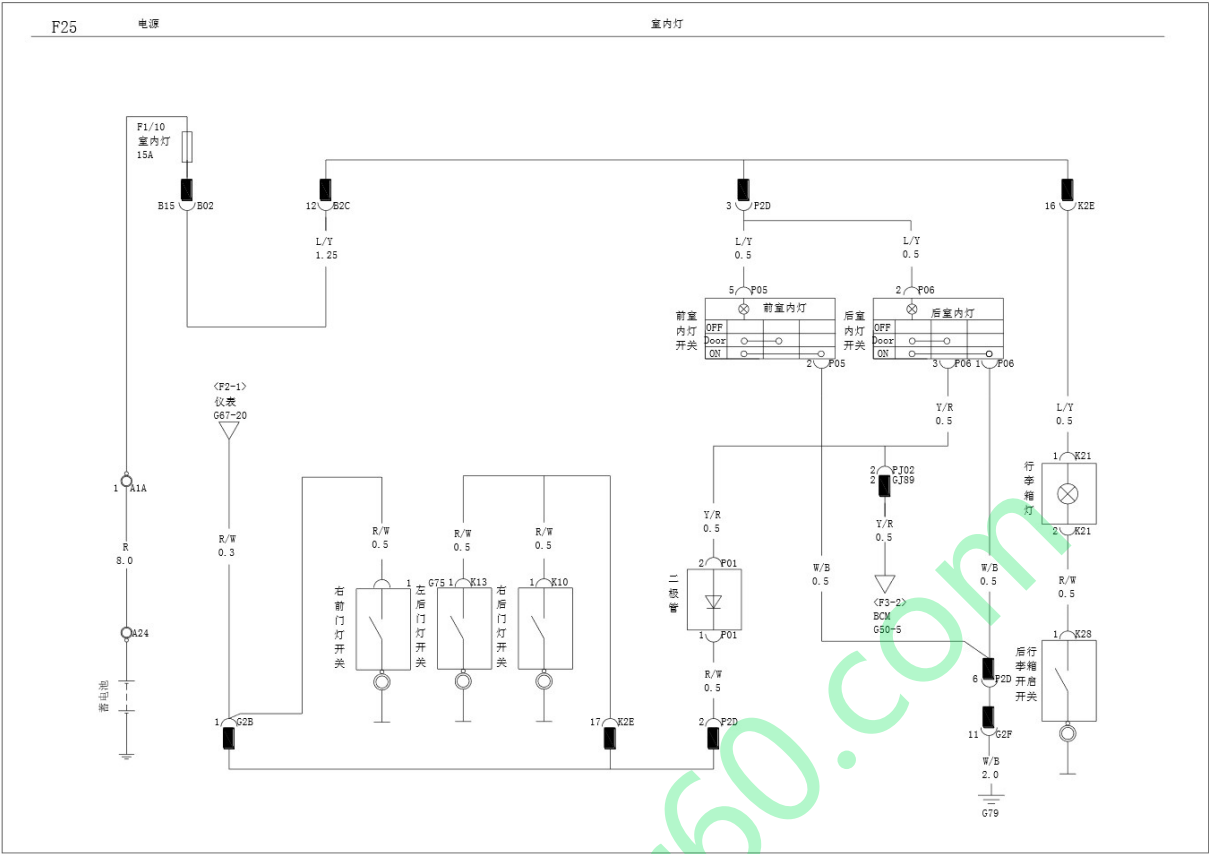 F25 电源 室内灯
F1/10
室内灯
15A
B15 B02
12 B2C
3 P2D
16 K2E
L/Y
1.25
L/Y
0.5
L/Y
0.5
5 P05
2 P06
前室内灯开关
前室内灯
OFF
Door
ON
后室内灯开关
后室内灯
OFF
Door
ON
2 P05
3 P06
1 P06
<F2-1>
仪表
G67-20
Y/R
0.5
L/Y
0.5
1 K21
行李箱灯
2 K21
2 PJ02
2 GJ89
1 A1A
R
8.0
R/W
0.3
R/W
0.5
R/W
0.5
R/W
0.5
Y/R
0.5
Y/R
0.5
W/B
0.5
W/B
0.5
R/W
0.5
1 G75
1 K13
1 K10
右前门灯开关
左后门灯开关
右后门灯开关
2 P01
二极管
1 P01
<F3-2>
BCM
G50-5
A24
蓄电池
R/W
0.5
1 K28
后行李箱开启开关
6 P2D
1 G2B
17 K2E
2 P2D
11 G2F
W/B
2.0
G79
60.com